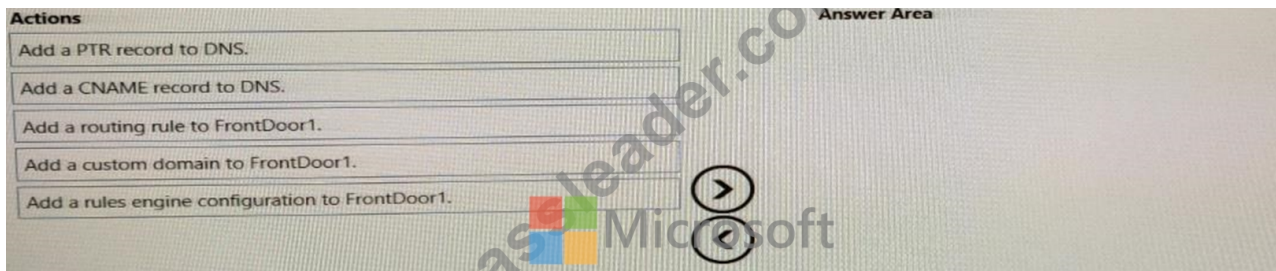 Actions
Answer Area
Add a PTR record to DNS.
Add a CNAME record to DNS.
Add a routing rule to FrontDoor1.
Add a custom domain to FrontDoor1.
Add a rules engine configuration to FrontDoor1.
Microsoft